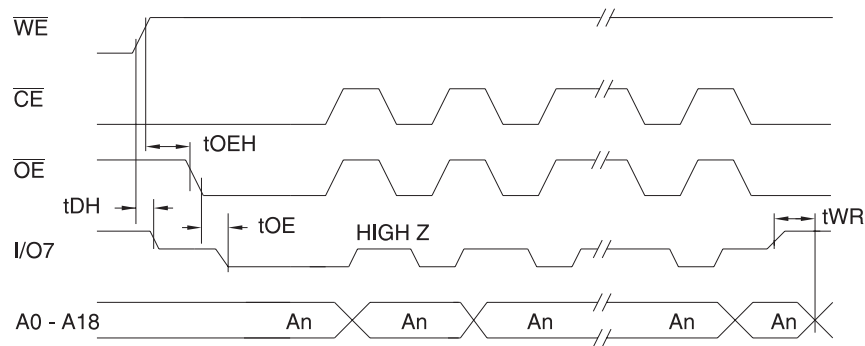 WE
CE
tOEH
OE
tDH
tOE
HIGH Z
tWR
I/O7
A0 - A18
An
An
An
An
An